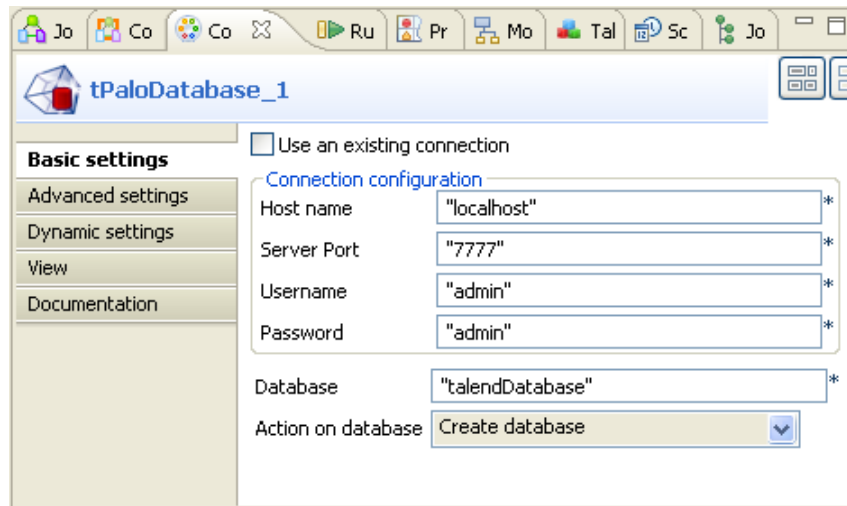 Jo Co Co Ru Pr Mo Tal Sc Jo
tPaloDatabase_1
Basic settings
Advanced settings
Dynamic settings
View
Documentation
Use an existing connection
Connection configuration
Host name "localhost" *
Server Port "7777" *
Username "admin" *
Password "admin" *
Database "talendDatabase" *
Action on database Create database